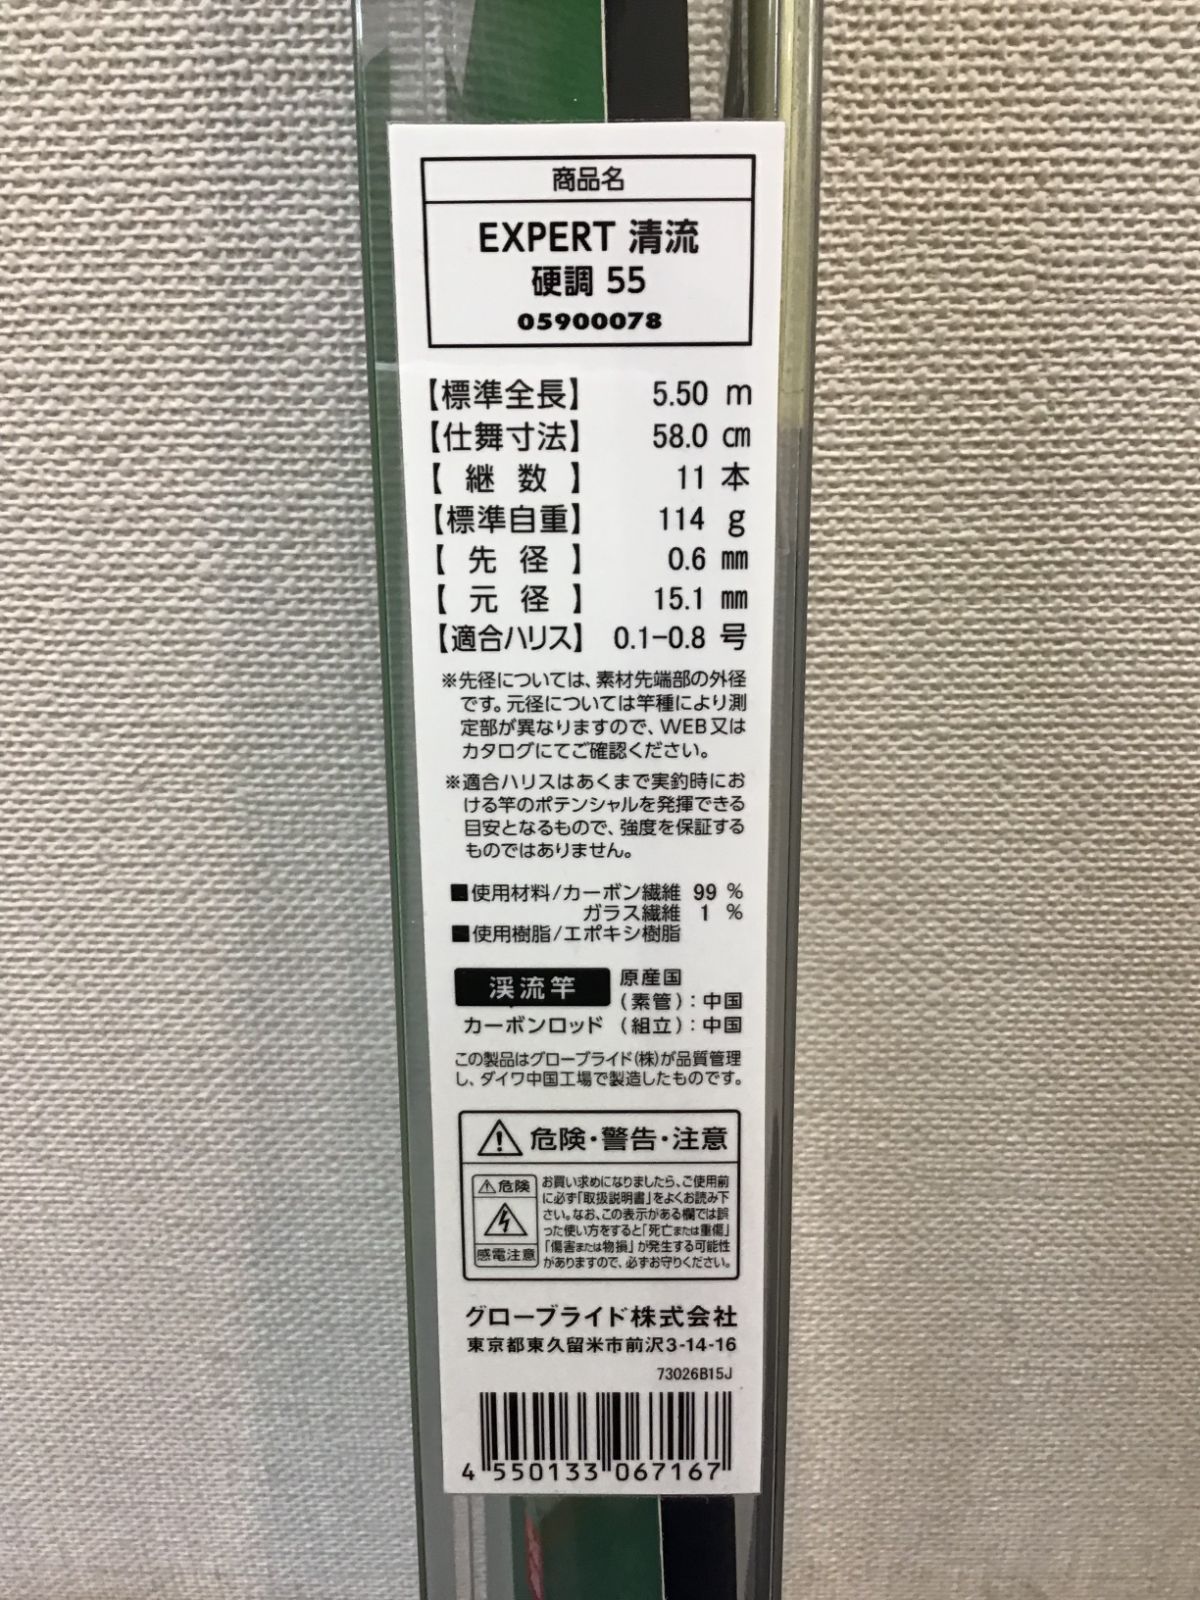 商品名
EXPERT 清流
硬調 55
05900078
【標準全長】 5.50 m
【仕舞寸法】 58.0 ㎝
【 継 数 】 11 本
【標準自重】 114 g
【 先 径 】 0.6 ㎜
【 元 径 】 15.1 ㎜
【適合ハリス】 0.1-0.8 号
※先径については、素材先端部の外径
です。元径については竿種により測
定部が異なりますので、WEB又は
カタログにてご確認ください。
※適合ハリスはあくまで実釣時にお
ける竿のポテンシャルを発揮できる
目安となるもので、強度を保証する
ものではありません。
■使用材料/カーボン繊維 99 %
ガラス繊維 1 %
■使用樹脂/エポキシ樹脂
渓流竿 原産国
(素管):中国
カーボンロッド (組立):中国
この製品はグローブライド(株)が品質管理
し、ダイワ中国工場で製造したものです。
⚠危険・警告・注意
⚠危険
感電注意
お買い求めになりましたら、ご使用前
に必ず「取扱説明書」をよくお読み下
さい。なお、この表示がある欄では誤
った使い方をすると「死亡または重傷」
「傷害または物損」が発生する可能性
がありますので、必ずお守りください。
グローブライド株式会社
東京都東久留米市前沢3-14-16
73026B15J
4 550133 067167